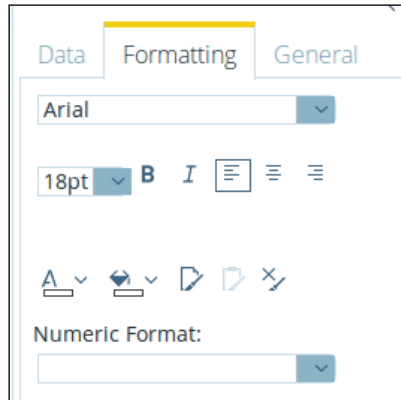 Data Formatting General
Arial
18pt B I
A
Numeric Format: